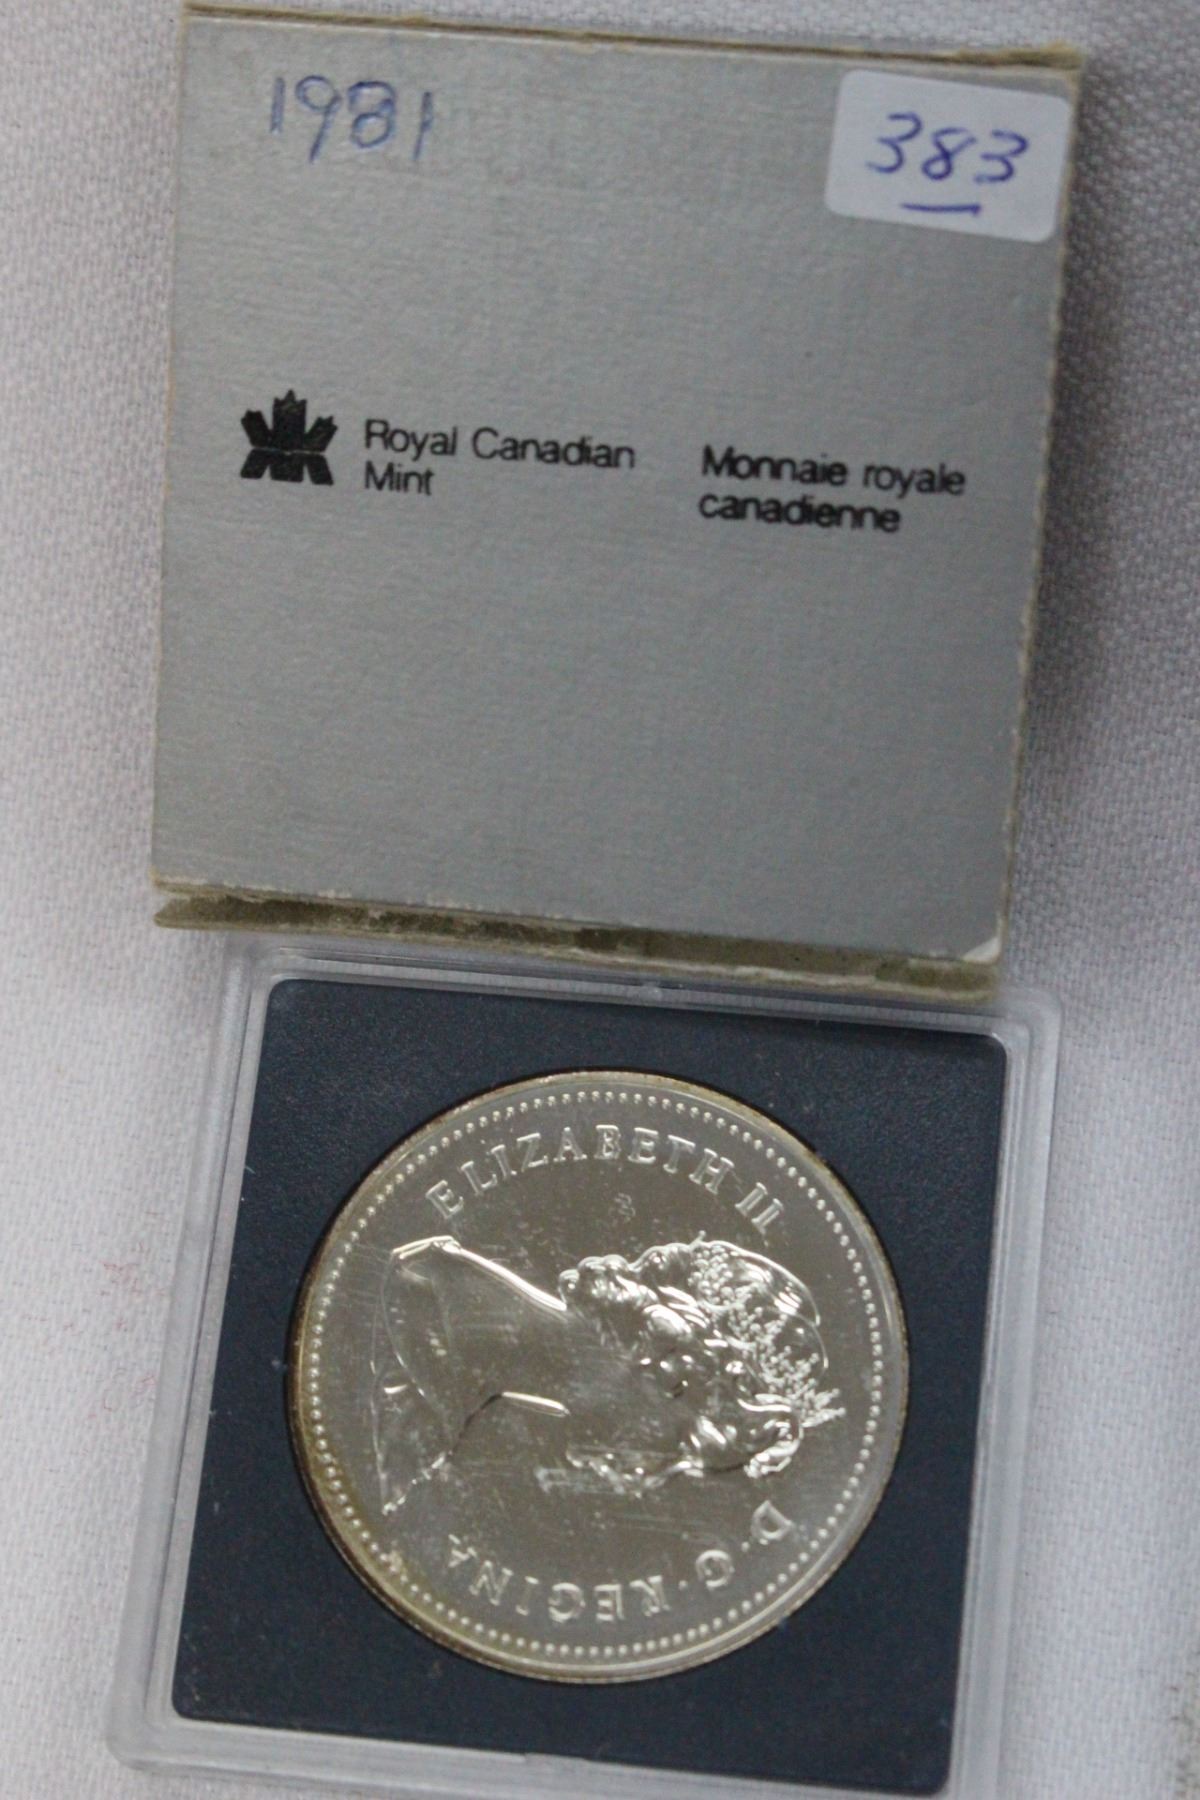 1981
383
Royal Canadian
Mint
Monnaie royale
canadienne
ELIZABETH II
D·G·REGINA